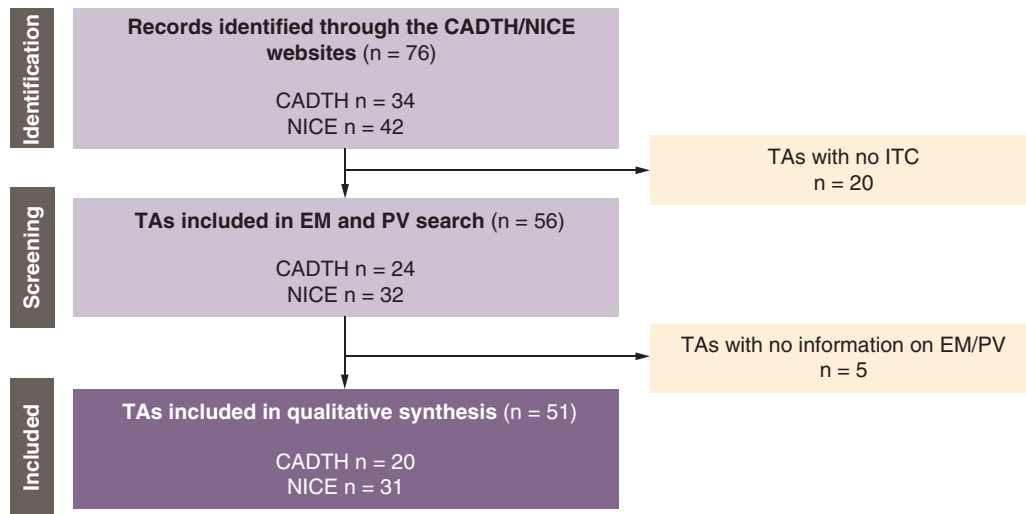 Identification
Records identified through the CADTH/NICE
websites (n = 76)
CADTH n = 34
NICE n = 42
TAs with no ITC
n = 20
Screening
TAs included in EM and PV search (n = 56)
CADTH n = 24
NICE n = 32
TAs with no information on EM/PV
n = 5
Included
TAs included in qualitative synthesis (n = 51)
CADTH n = 20
NICE n = 31